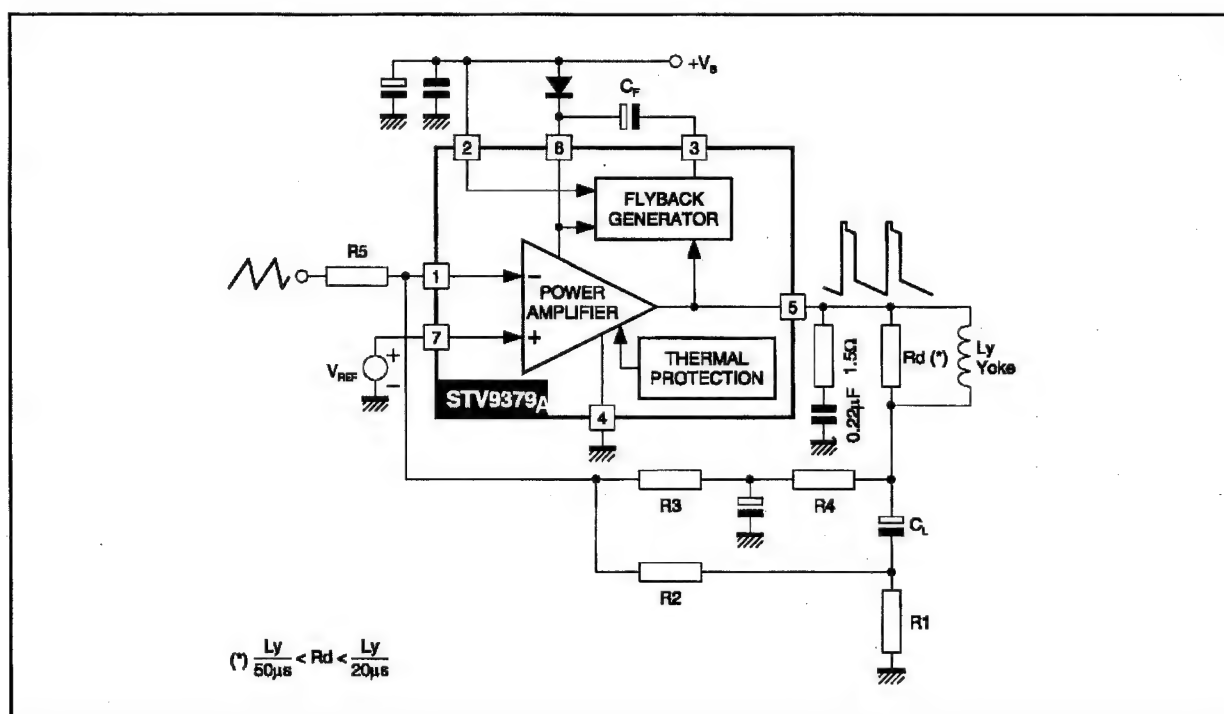 +VS
CF
2
6
3
FLYBACK
GENERATOR
R5
1
−
POWER
AMPLIFIER
5
7
+
VREF
+
−
THERMAL
PROTECTION
STV9379A
4
0.22µF 1.5Ω
Rd (*)
Ly
Yoke
R3
R4
CL
R2
R1
(*) Ly/50µs < Rd < Ly/20µs